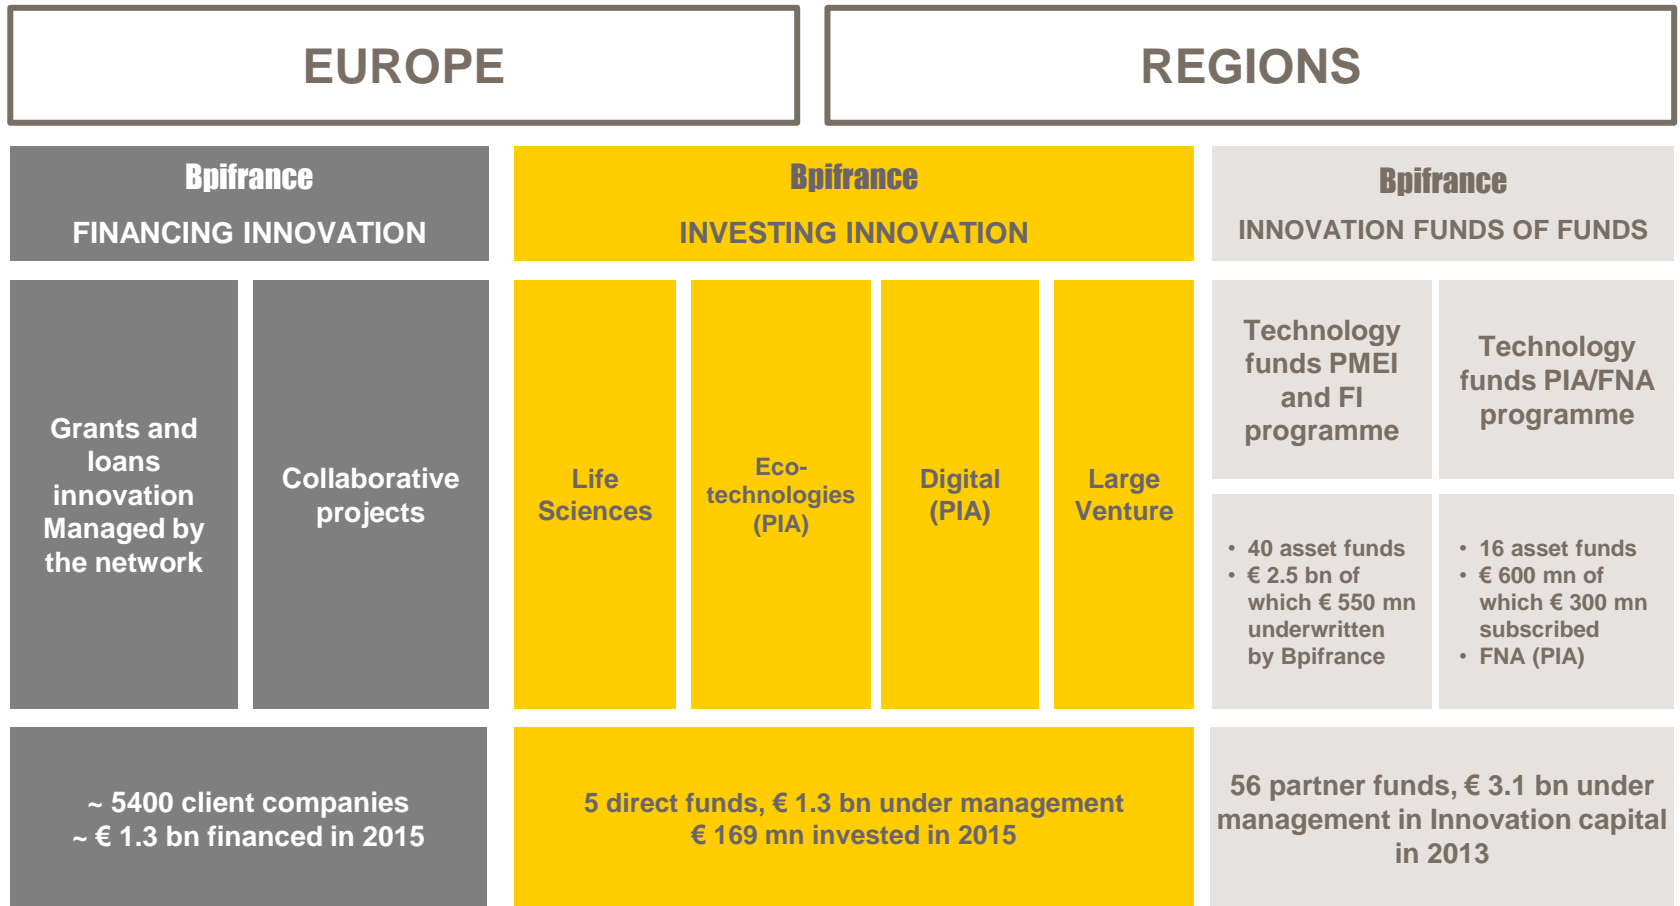 EUROPE
REGIONS
Bpifrance
FINANCING INNOVATION
Bpifrance
INVESTING INNOVATION
Bpifrance
INNOVATION FUNDS OF FUNDS
Grants and
loans
innovation
Managed by
the network
Collaborative
projects
Life
Sciences
Eco-
technologies
(PIA)
Digital
(PIA)
Large
Venture
Technology
funds PMEI
and FI
programme
Technology
funds PIA/FNA
programme
• 40 asset funds
• € 2.5 bn of
which € 550 mn
underwritten
by Bpifrance
• 16 asset funds
• € 600 mn of
which € 300 mn
subscribed
• FNA (PIA)
~ 5400 client companies
~ € 1.3 bn financed in 2015
5 direct funds, € 1.3 bn under management
€ 169 mn invested in 2015
56 partner funds, € 3.1 bn under
management in Innovation capital
in 2013